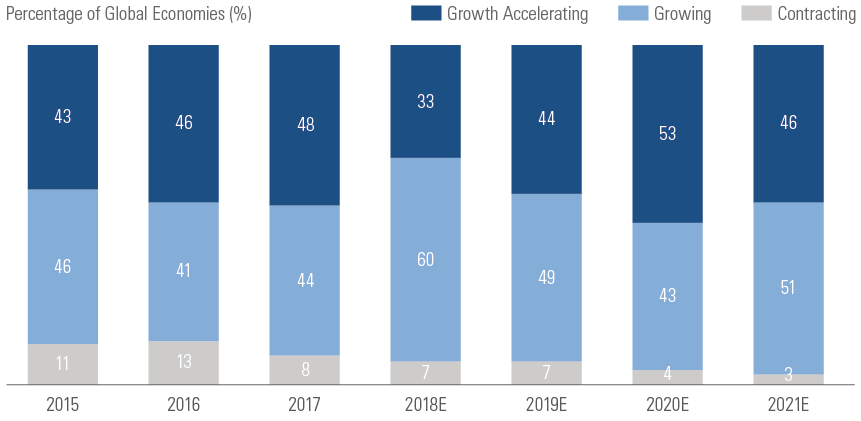 Percentage of Global Economies (%) Growth Accelerating Growing Contracting
43 46 48 33 44 53 46
46 41 44 60 49 43 51
11 13 8 7 7 4 3
2015 2016 2017 2018E 2019E 2020E 2021E